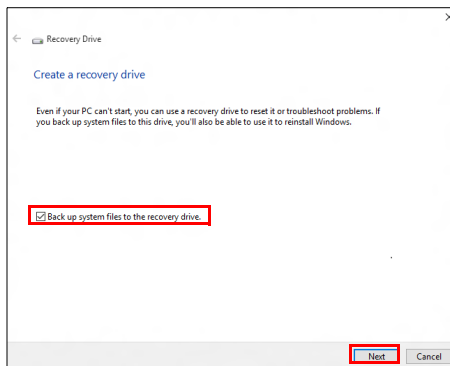 Recovery Drive
Create a recovery drive
Even if your PC can't start, you can use a recovery drive to reset it or troubleshoot problems. If
you back up system files to this drive, you'll also be able to use it to reinstall Windows.
Back up system files to the recovery drive.
Next Cancel